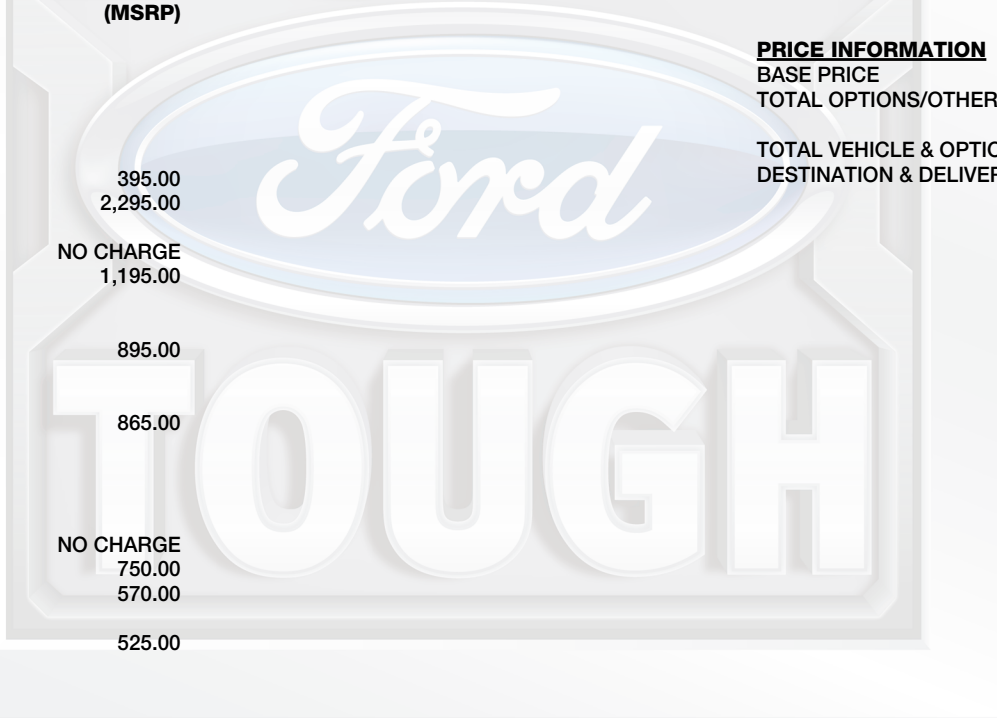 (MSRP)
395.00
2,295.00
NO CHARGE
1,195.00
895.00
865.00
NO CHARGE
750.00
570.00
525.00
PRICE INFORMATION
BASE PRICE
TOTAL OPTIONS/OTHER
TOTAL VEHICLE & OPTIO
DESTINATION & DELIVER
Ford
TOUGH